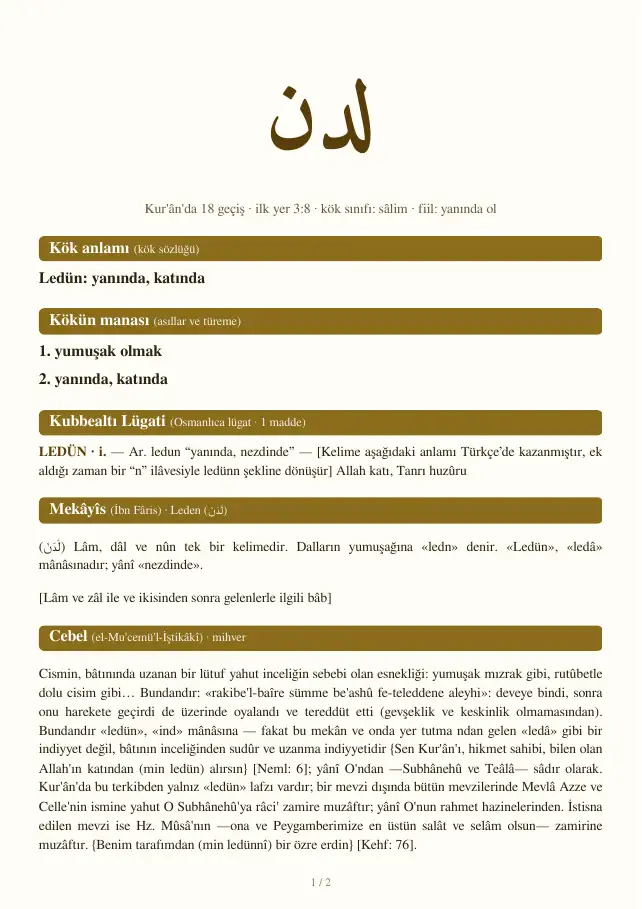 لدن
Kur'ân'da 18 geçiş · ilk yer 3:8 · kök sınıfı: sâlim · fiil: yanında ol
Kök anlamı (kök sözlüğü)
Ledün: yanında, katında
Kökün manası (asıllar ve türeme)
1. yumuşak olmak
2. yanında, katında
Kubbealtı Lügati (Osmanlıca lügat · 1 madde)
LEDÜN · i. — Ar. ledun “yanında, nezdinde” — [Kelime aşağıdaki anlamı Türkçe’de kazanmıştır, ek
aldığı zaman bir “n” ilâvesiyle ledünn şekline dönüşür] Allah katı, Tanrı huzûru
Mekâyîs (İbn Fâris) · Leden (لَدَن)
(لَدَن) Lâm, dâl ve nûn tek bir kelimedir. Dalların yumuşağına «ledn» denir. «Ledün», «ledâ»
mânâsınadır; yânî «nezdinde».
[Lâm ve zâl ile ve ikisinden sonra gelenlerle ilgili bâb]
Cebel (el-Mu'cemü'l-İştikâkî) · mihver
Cismin, bâtınında uzanan bir lütuf yahut inceliğin sebebi olan esnekliği: yumuşak mızrak gibi, rutûbetle
dolu cisim gibi… Bundandır: «rakibe'l-baîre sümme be'ashû fe-teleddene aleyhi»: deveye bindi, sonra
onu harekete geçirdi de üzerinde oyalandı ve tereddüt etti (gevşeklik ve keskinlik olmamasından).
Bundandır «ledün», «ind» mânâsına — fakat bu mekân ve onda yer tutma ndan gelen «ledâ» gibi bir
indiyyet değil, bâtının inceliğinden sudûr ve uzanma indiyyetidir {Sen Kur'ân'ı, hikmet sahibi, bilen olan
Allah'ın katından (min ledün) alırsın} [Neml: 6]; yânî O'ndan —Subhânehû ve Teâlâ— sâdır olarak.
Kur'ân'da bu terkibden yalnız «ledün» lafzı vardır; bir mevzi dışında bütün mevzilerinde Mevlâ Azze ve
Celle'nin ismine yahut O Subhânehû'ya râci' zamire muzâftır; yânî O'nun rahmet hazinelerinden. İstisna
edilen mevzi ise Hz. Mûsâ'nın —ona ve Peygamberimize en üstün salât ve selâm olsun— zamirine
muzâftır. {Benim tarafımdan (min ledünnî) bir özre erdin} [Kehf: 76].
1 / 2